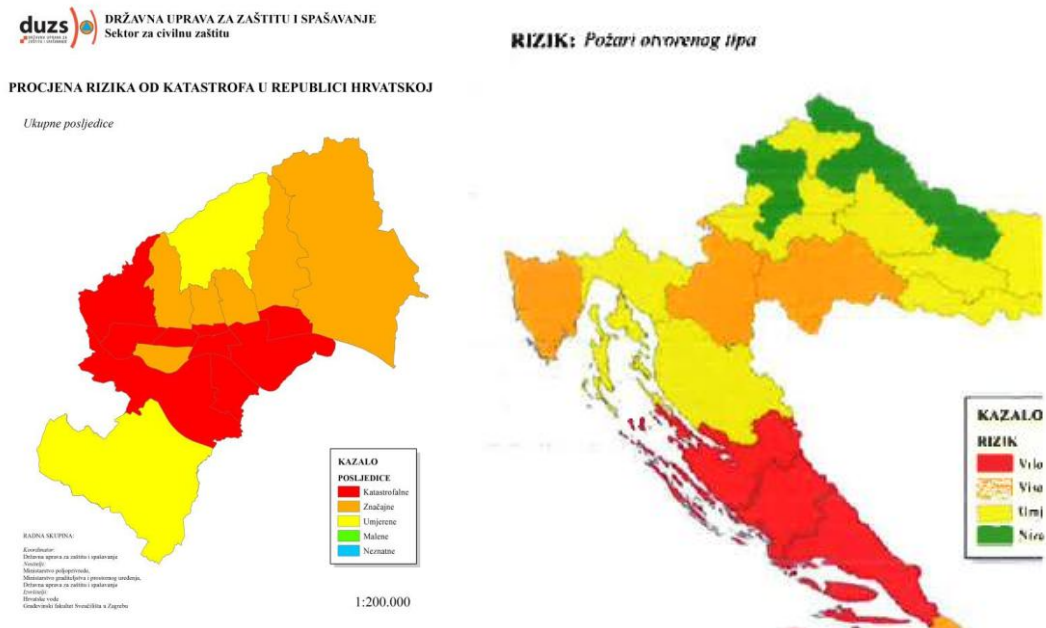 duzs
DRŽAVNA UPRAVA ZA ZAŠTITU I SPAŠAVANJE
Sektor za civilnu zaštitu
PROCJENA RIZIKA OD KATASTROFA U REPUBLICI HRVATSKOJ
Ukupne posljedice
KAZALO
POSLJEDICE
Katastrofalne
Značajne
Umjerene
Malene
Neznatne
RADNA SKUPINA:
Koordinator:
Državna uprava za zaštitu i spašavanje
Nositelji:
Ministarstvo poljoprivrede,
Ministarstvo graditeljstva i prostornog uređenja,
Državna uprava za zaštitu i spašavanje
Izvršitelji:
Hrvatske vode
Građevinski fakultet Sveučilišta u Zagrebu
1:200.000
RIZIK: Požari otvorenog tipa
KAZALO
RIZIK